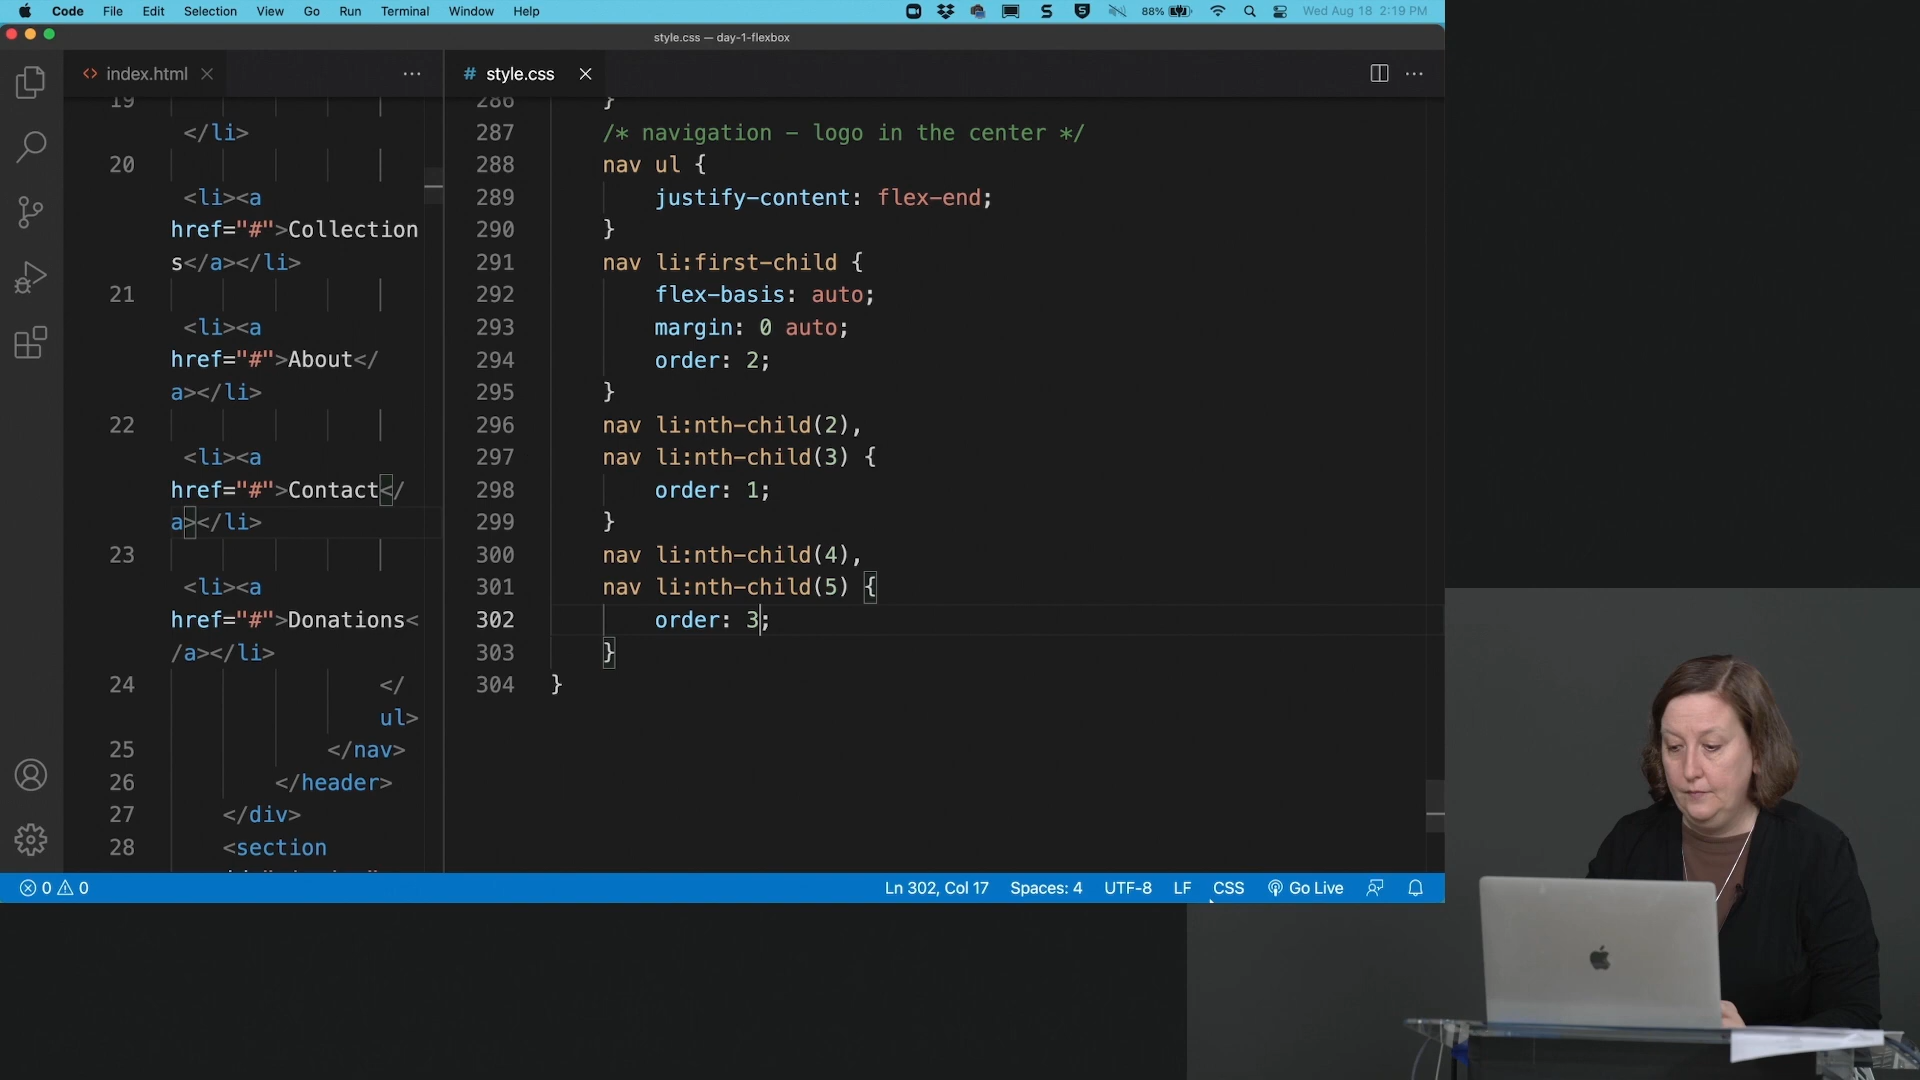 Code File Edit Selection View Go Run Terminal Window Help S S 88% Wed Aug 18 2:19 PM
style.css — day-1-flexbox
<> index.html
# style.css
19
</li>
20
<li><a
href="#">Collection
s</a></li>
21
<li><a
href="#">About</
a></li>
22
<li><a
href="#">Contact</
a></li>
23
<li><a
href="#">Donations<
/a></li>
24 </
ul>
25 </nav>
26 </header>
27 </div>
28 <section
286 }
287 /* navigation – logo in the center */
288 nav ul {
289 justify-content: flex-end;
290 }
291 nav li:first-child {
292 flex-basis: auto;
293 margin: 0 auto;
294 order: 2;
295 }
296 nav li:nth-child(2),
297 nav li:nth-child(3) {
298 order: 1;
299 }
300 nav li:nth-child(4),
301 nav li:nth-child(5) {
302 order: 3;
303 }
304 }
0 0 Ln 302, Col 17 Spaces: 4 UTF-8 LF CSS Go Live